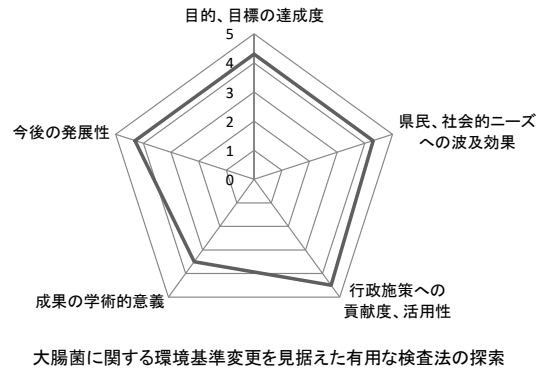 目的、目標の達成度
5
4
3
2
1
0
県民、社会的ニーズ
への波及効果
行政施策への
貢献度、活用性
成果の学術的意義
今後の発展性
大腸菌に関する環境基準変更を見据えた有用な検査法の探索